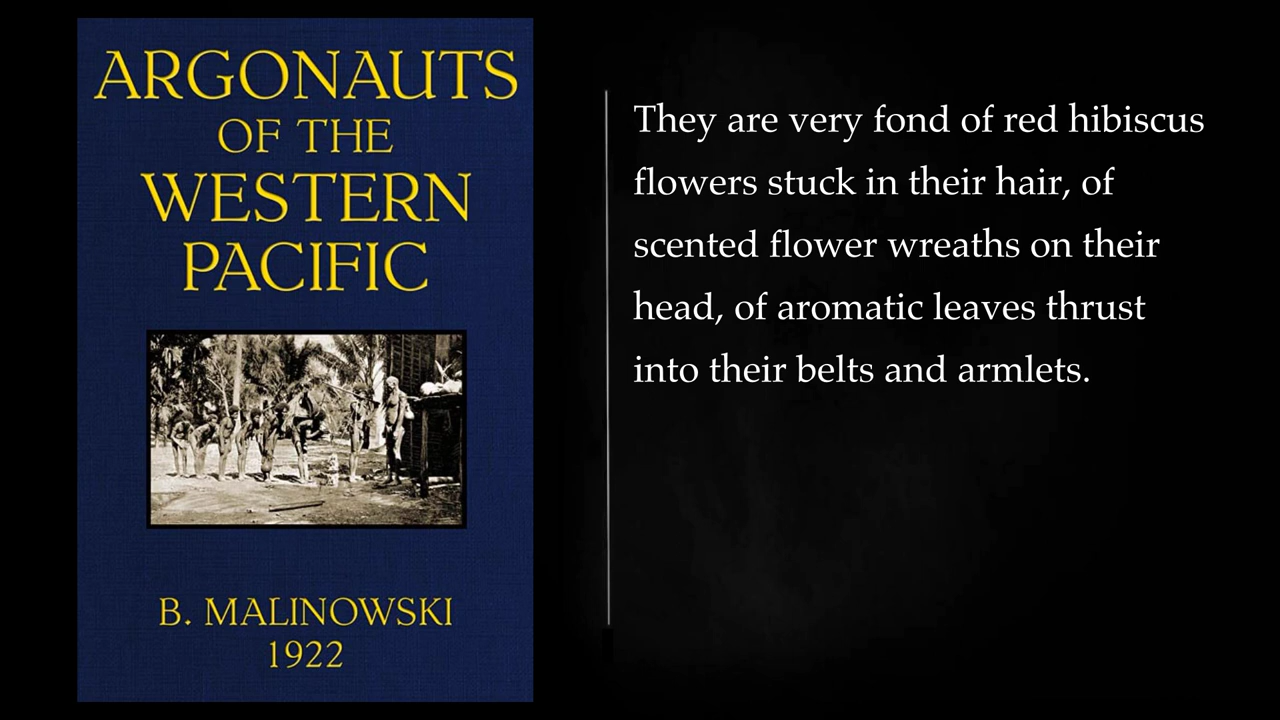 ARGONAUTS
OF THE
WESTERN
PACIFIC
B. MALINOWSKI
1922
They are very fond of red hibiscus
flowers stuck in their hair, of
scented flower wreaths on their
head, of aromatic leaves thrust
into their belts and armlets.